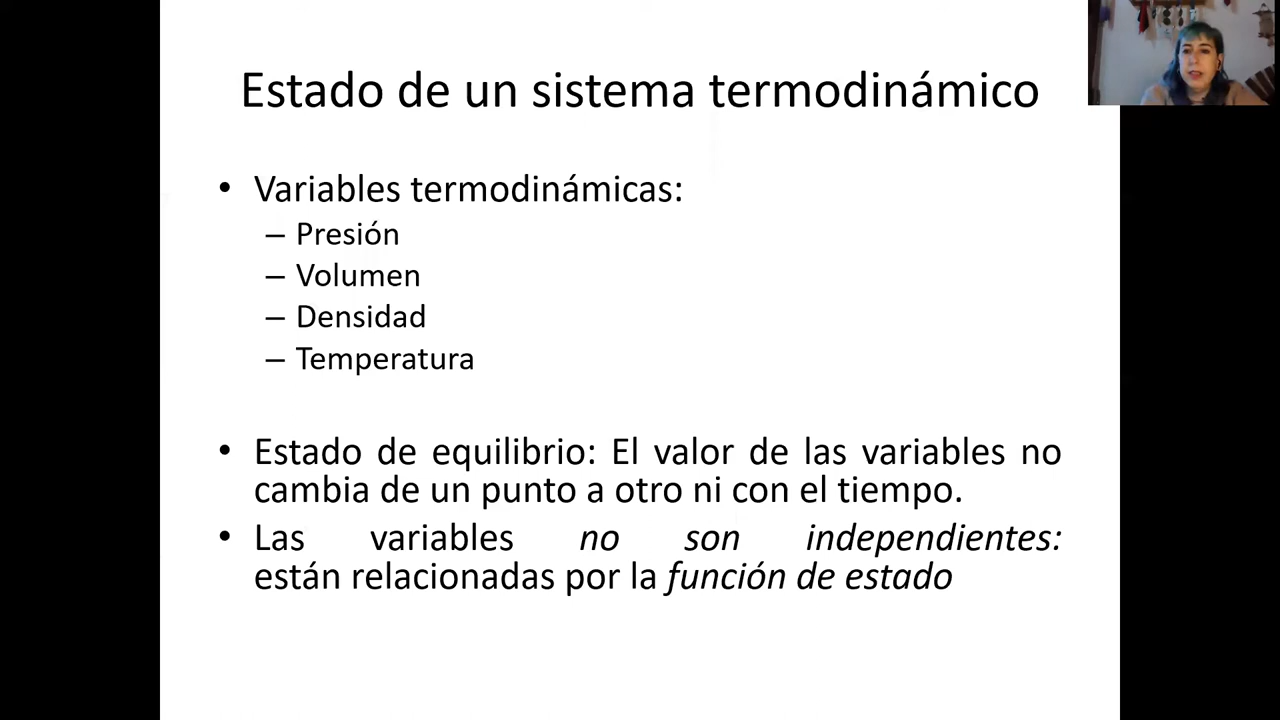 Estado de un sistema termodinámico
• Variables termodinámicas:
– Presión
– Volumen
– Densidad
– Temperatura
• Estado de equilibrio: El valor de las variables no
cambia de un punto a otro ni con el tiempo.
• Las variables no son independientes:
están relacionadas por la función de estado